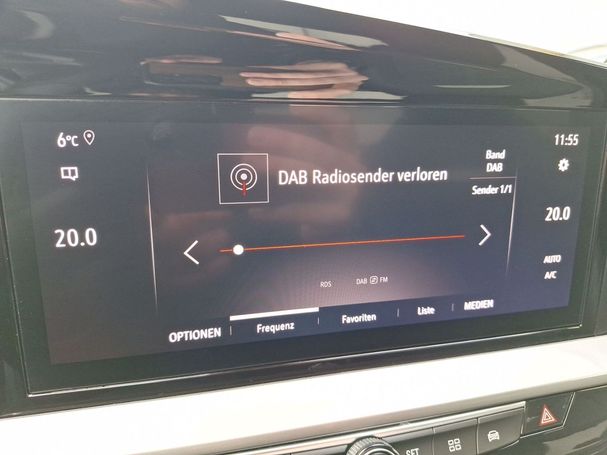 6°C
11:55
DAB Radiosender verloren
Band
DAB
Sender 1/1
20.0
20.0
AUTO
A/C
RDS
DAB FM
OPTIONEN
Frequenz
Favoriten
Liste
MEDIEN
SET